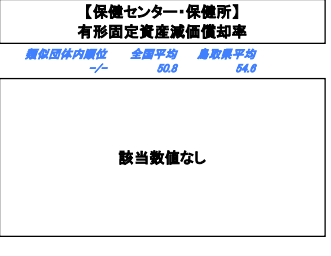 【保健センター・保健所】
有形固定資産減価償却率
類似団体内順位 全国平均 鳥取県平均
-/- 50.8 54.6
該当数値なし